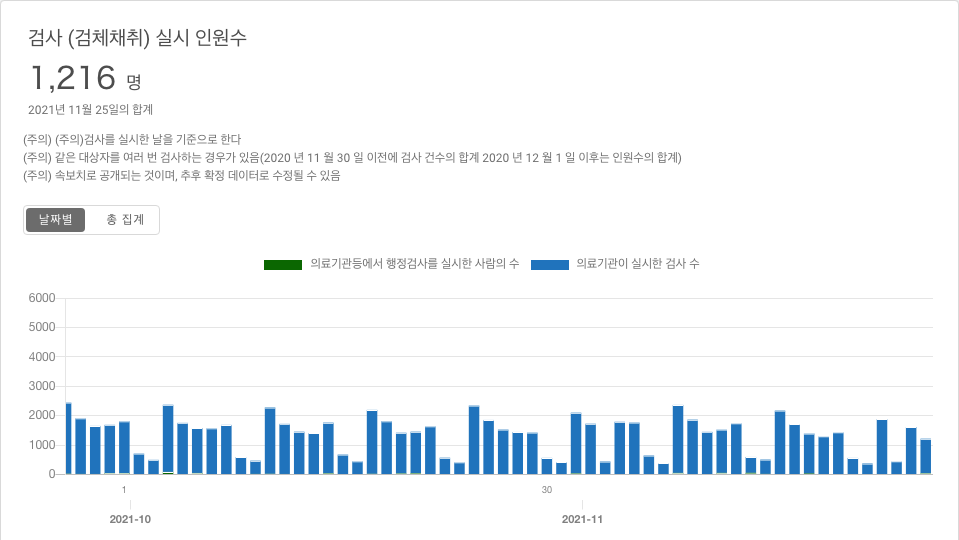 검사 (검체채취) 실시 인원수
1,216 명
2021년 11월 25일의 합계
(주의) (주의)검사를 실시한 날을 기준으로 한다
(주의) 같은 대상자를 여러 번 검사하는 경우가 있음(2020 년 11 월 30 일 이전에 검사 건수의 합계 2020 년 12 월 1 일 이후는 인원수의 합계)
(주의) 속보치로 공개되는 것이며, 추후 확정 데이터로 수정될 수 있음
날짜별 총 집계
의료기관등에서 행정검사를 실시한 사람의 수 의료기관이 실시한 검사 수
6000
5000
4000
3000
2000
1000
0
1 30
2021-10 2021-11